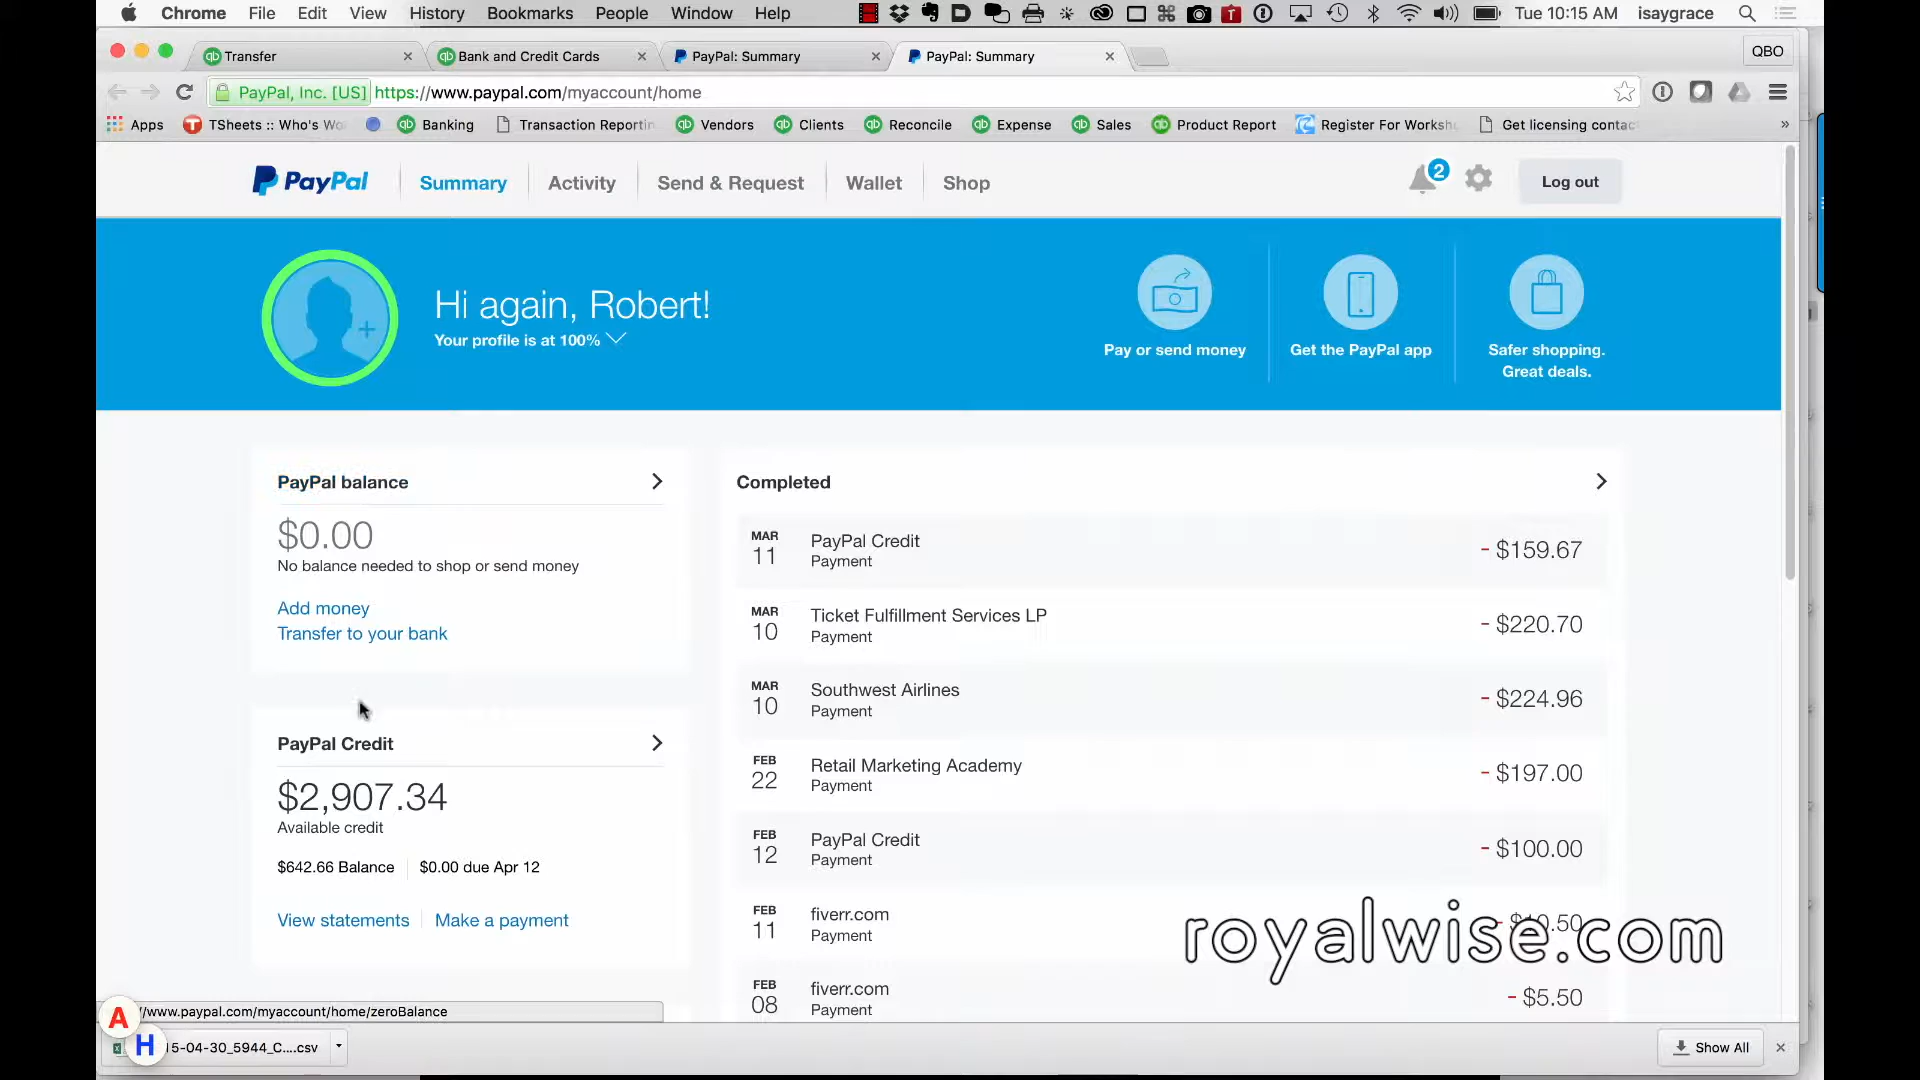 Chrome File Edit View History Bookmarks People Window Help Tue 10:15 AM isaygrace
Transfer Bank and Credit Cards PayPal: Summary PayPal: Summary QBO
PayPal, Inc. [US] https://www.paypal.com/myaccount/home
Apps TSheets :: Who's Banking Transaction Vendors Clients Reconcile Expense Sales Product Report Register For Get licensing
PayPal Summary Activity Send & Request Wallet Shop 2 Log out
Hi again, Robert!
Your profile is at 100%
Pay or send money
Get the PayPal app
Safer shopping.
Great deals.
PayPal balance
$0.00
No balance needed to shop or send money
Add money
Transfer to your bank
PayPal Credit
$2,907.34
Available credit
$642.66 Balance $0.00 due Apr 12
View statements Make a payment
Completed
MAR
11
PayPal Credit
Payment
- $159.67
MAR
10
Ticket Fulfillment Services LP
Payment
- $220.70
MAR
10
Southwest Airlines
Payment
- $224.96
FEB
22
Retail Marketing Academy
Payment
- $197.00
FEB
12
PayPal Credit
Payment
- $100.00
FEB
11
fiverr.com
Payment
FEB
08
fiverr.com
Payment
- $5.50
royalwise.com
/www.paypal.com/myaccount/home/zeroBalance
A
H
5-04-30_5944_C....csv
Show All